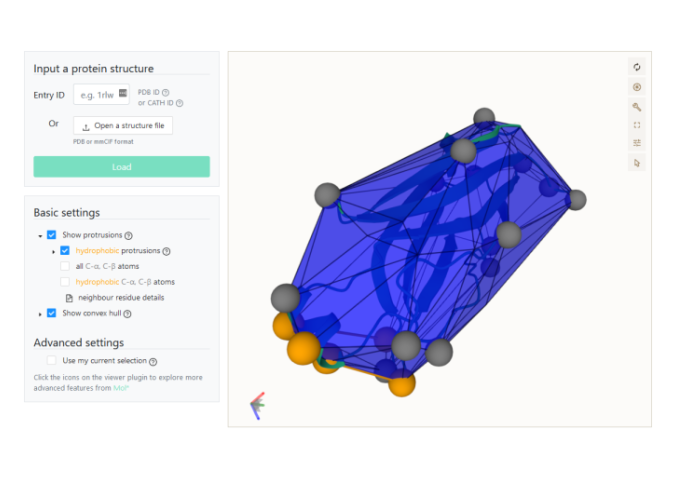 Input a protein structure
Entry ID
e.g. 1rlw
PDB ID
or CATH ID
Or
Open a structure file
PDB or mmCIF format
Load
Basic settings
Show protrusions
hydrophobic protrusions
all C-α, C-β atoms
hydrophobic C-α, C-β atoms
neighbour residue details
Show convex hull
Advanced settings
Use my current selection
Click the icons on the viewer plugin to explore more
advanced features from Mol*